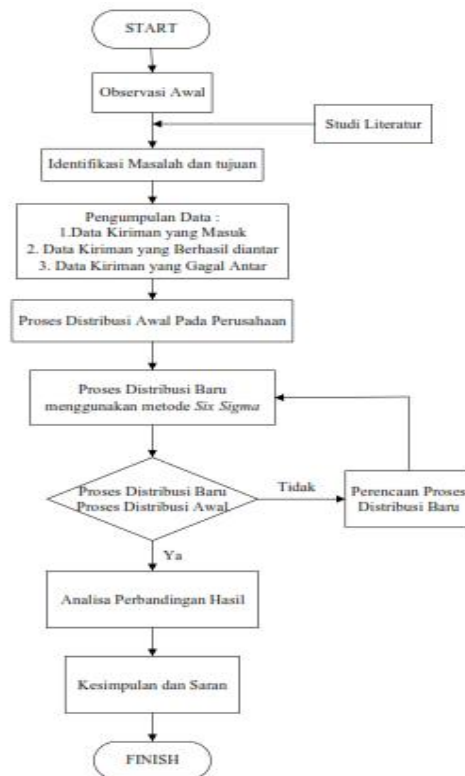 START
Observasi Awal
Studi Literatur
Identifikasi Masalah dan tujuan
Pengumpulan Data :
1.Data Kiriman yang Masuk
2. Data Kiriman yang Berhasil diantar
3. Data Kiriman yang Gagal Antar
Proses Distribusi Awal Pada Perusahaan
Proses Distribusi Baru
menggunakan metode Six Sigma
Proses Distribusi Baru
Proses Distribusi Awal
Tidak
Perencaan Proses
Distribusi Baru
Ya
Analisa Perbandingan Hasil
Kesimpulan dan Saran
FINISH